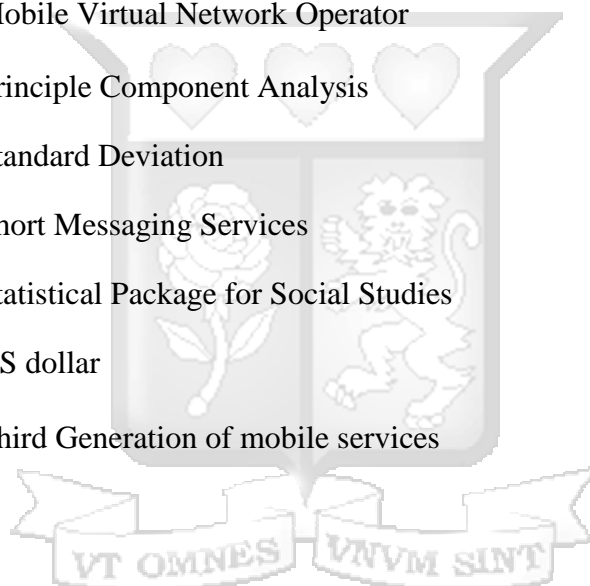 obile Virtual Network Operator
rinciple Component Analysis
tandard Deviation
hort Messaging Services
tatistical Package for Social Studies
S dollar
hird Generation of mobile services
VT OMNES VNVM SINT